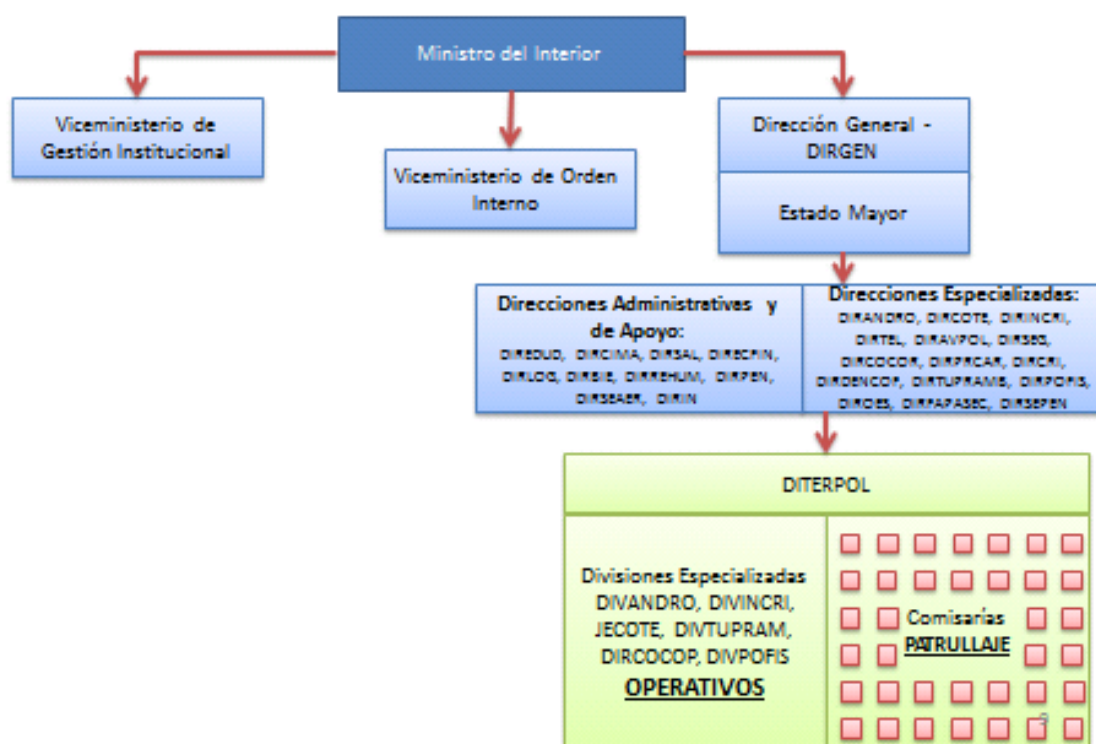 Ministro del Interior
Viceministerio de
Gestión Institucional
Viceministerio de Orden
Interno
Dirección General -
DIRGEN
Estado Mayor
Direcciones Administrativas y
de Apoyo:
DIREDUD, DIRCIMA, DIRSAL, DIRECFIN,
DIRLOG, DIRBIE, DIRREHUM, DIRPEN,
DIRSEAER, DIRIN
Direcciones Especializadas:
DIRANDRO, DIRCOTE, DIRINCRI,
DIRTEL, DIRAVPOL, DIRSEG,
DIRCOCOR, DIRPRCAR, DIRCRI,
DIRDENCOF, DIRTUPRAMB, DIRPOFIS,
DIROES, DIRFAPASEC, DIRSEPEN
DITERPOL
Divisiones Especializadas
DIVANDRO, DIVINCRI,
JECOTE, DIVTUPRAM,
DIRCOCOP, DIVPOFIS
OPERATIVOS
Comisarías
PATRULLAJE
9